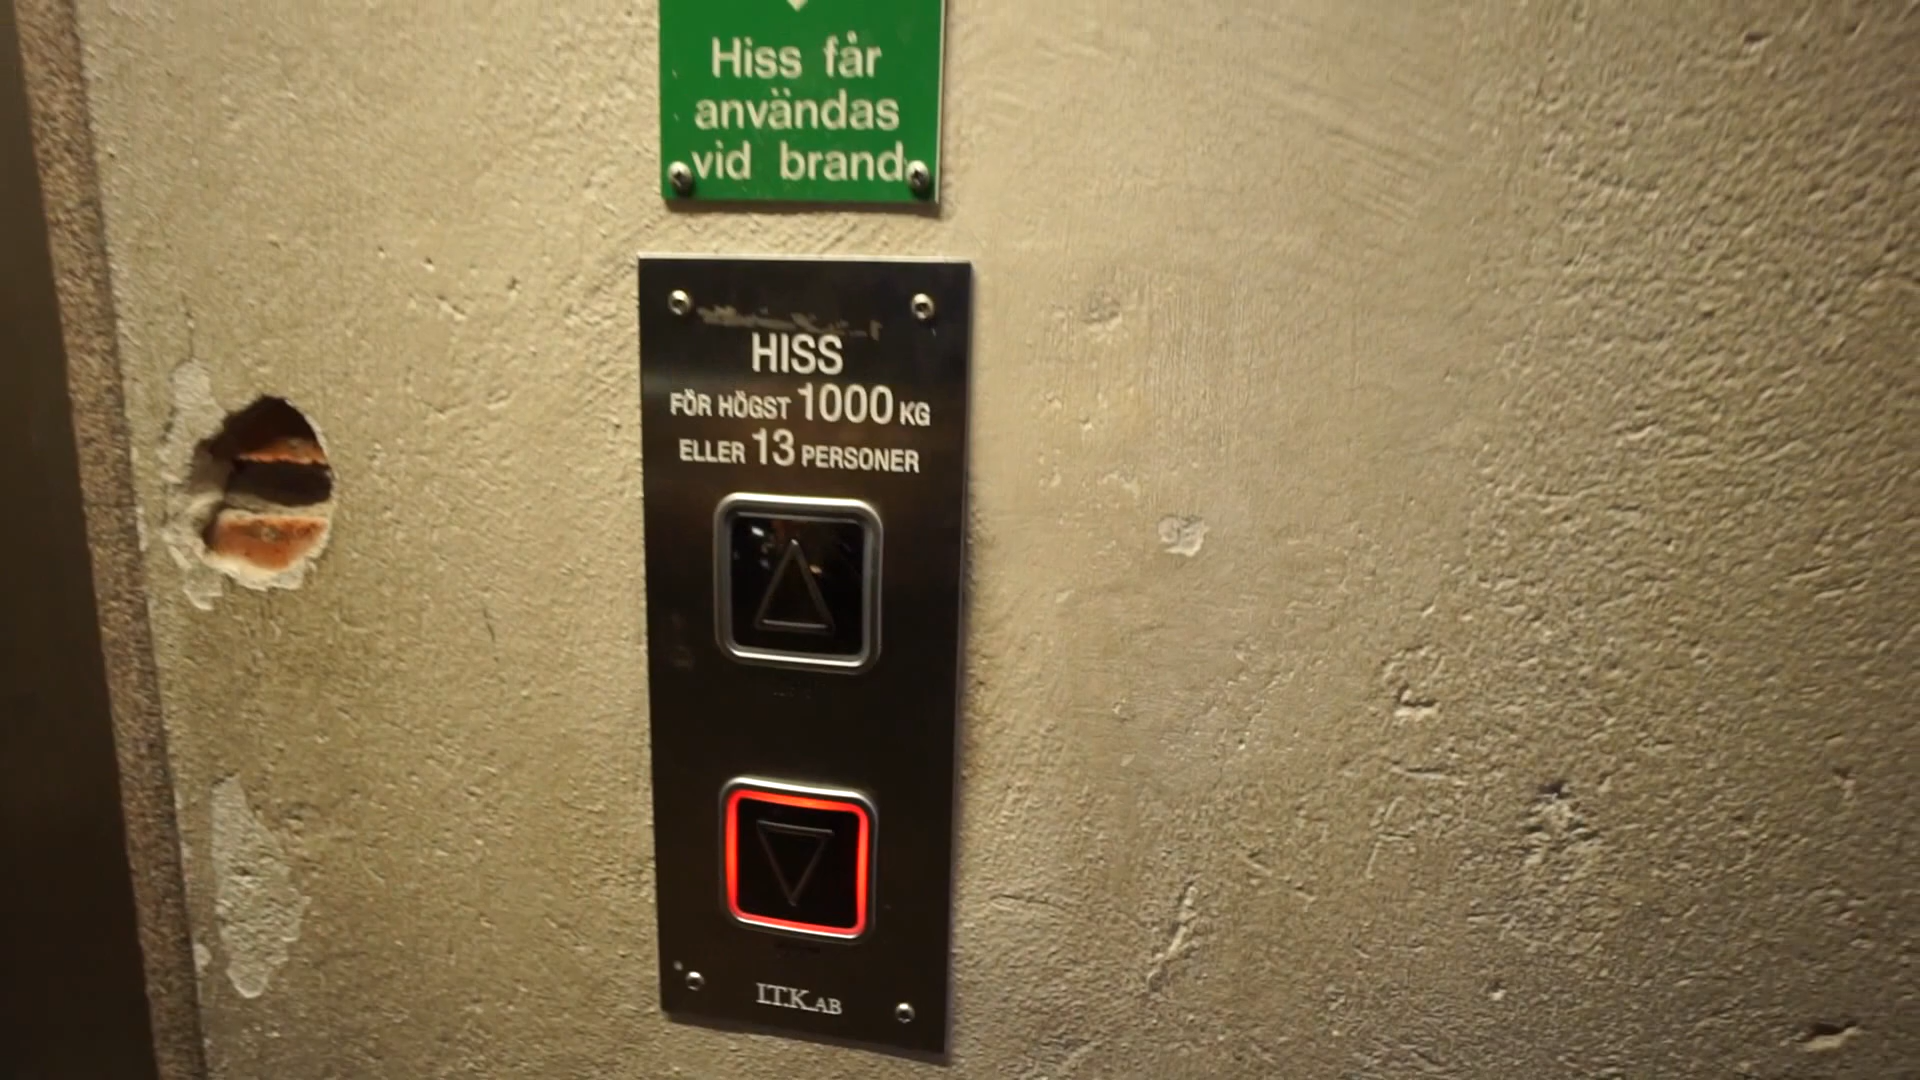 Hiss får
användas
vid brand
HISS
FÖR HÖGST 1000 KG
ELLER 13 PERSONER
I.T.K. AB